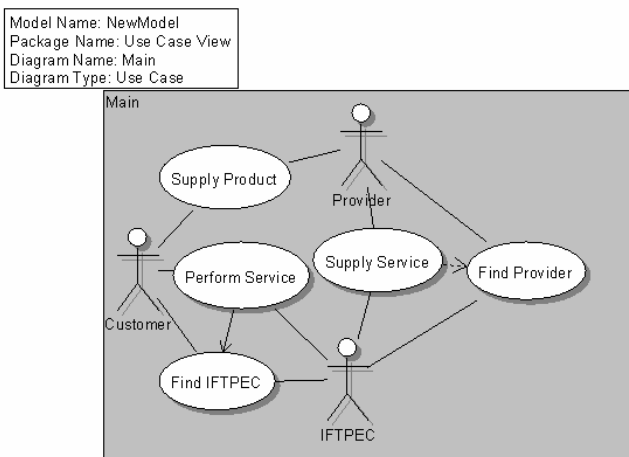 Model Name: NewModel
Package Name: Use Case View
Diagram Name: Main
Diagram Type: Use Case
Main
Supply Product
Provider
Perform Service
Supply Service
Find Provider
Customer
Find IFTPEC
IFTPEC